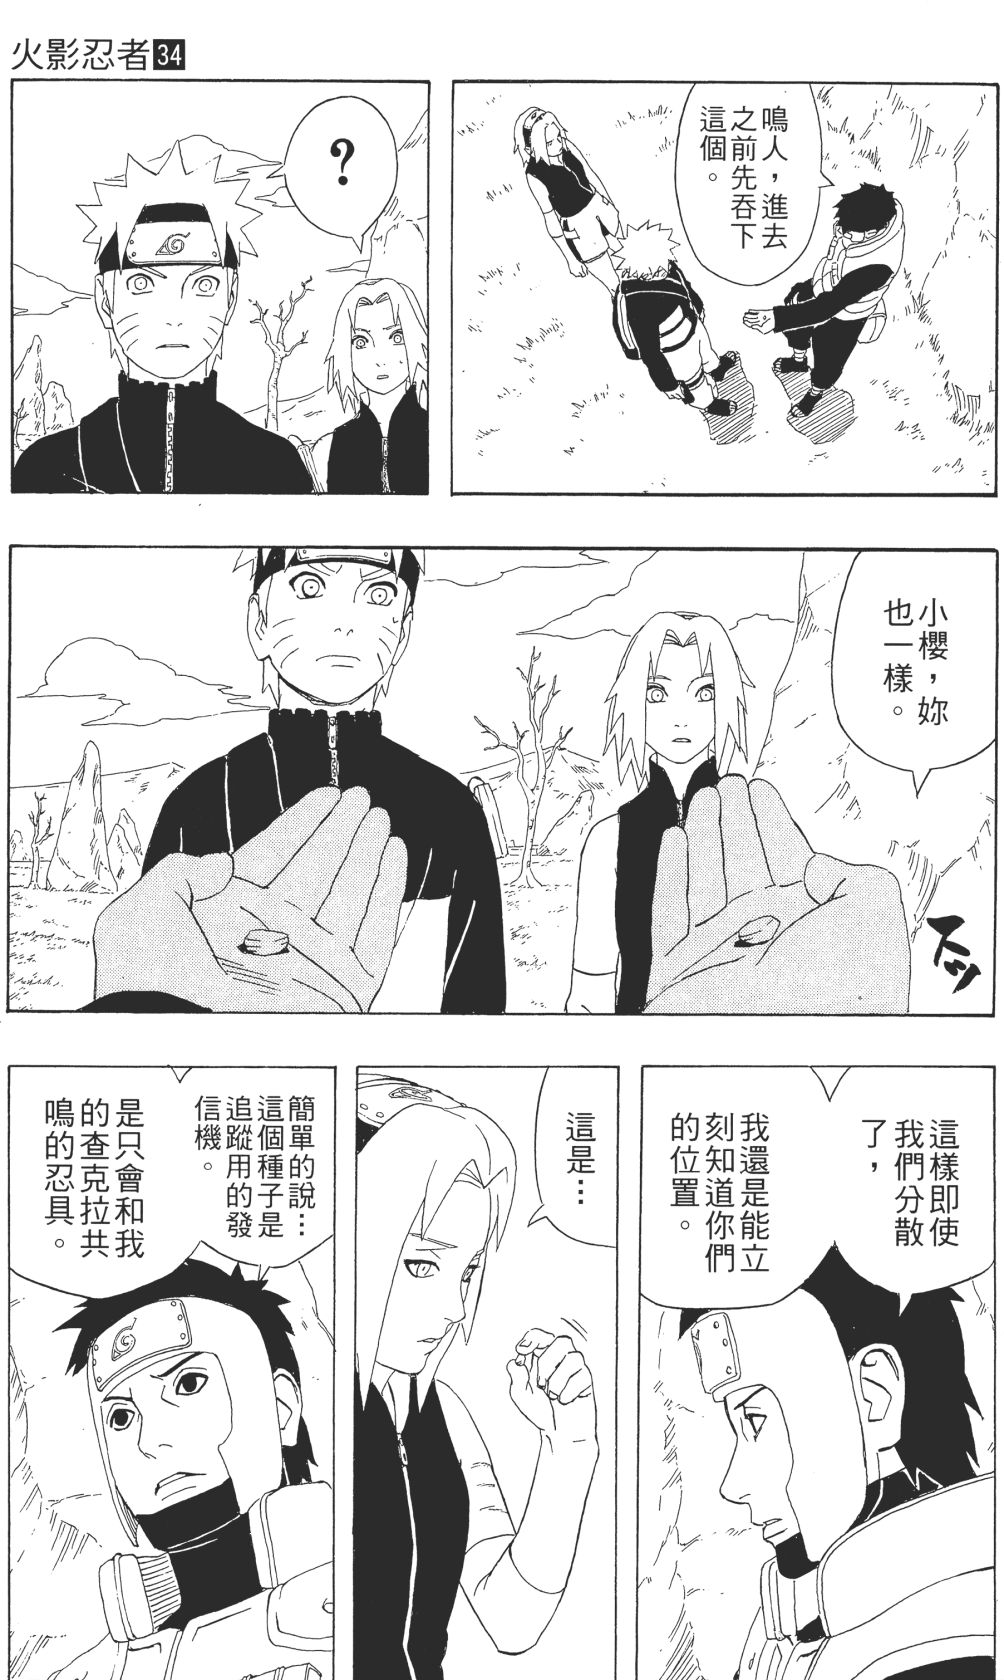 火影忍者34
鳴人，進去
之前先吞下
這個。
?
小櫻，妳
也一樣。
這樣即使
我們分散
了，
我還是能立
刻知道你們
的位置。
這是…
簡單的說…
這個種子是
追蹤用的發
信機。
是只會和我
的查克拉共
鳴的忍具。